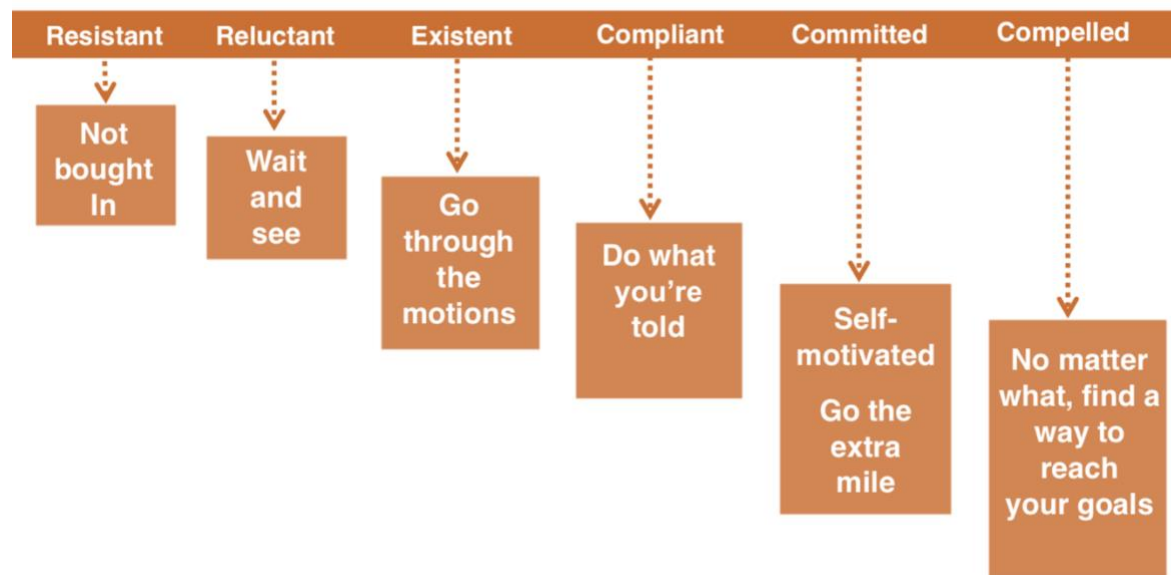 Resistant Reluctant Existent Compliant Committed Compelled
Not
bought
In
Wait
and
see
Go
through
the
motions
Do what
you’re
told
Self-
motivated
Go the
extra
mile
No matter
what, find a
way to
reach
your goals